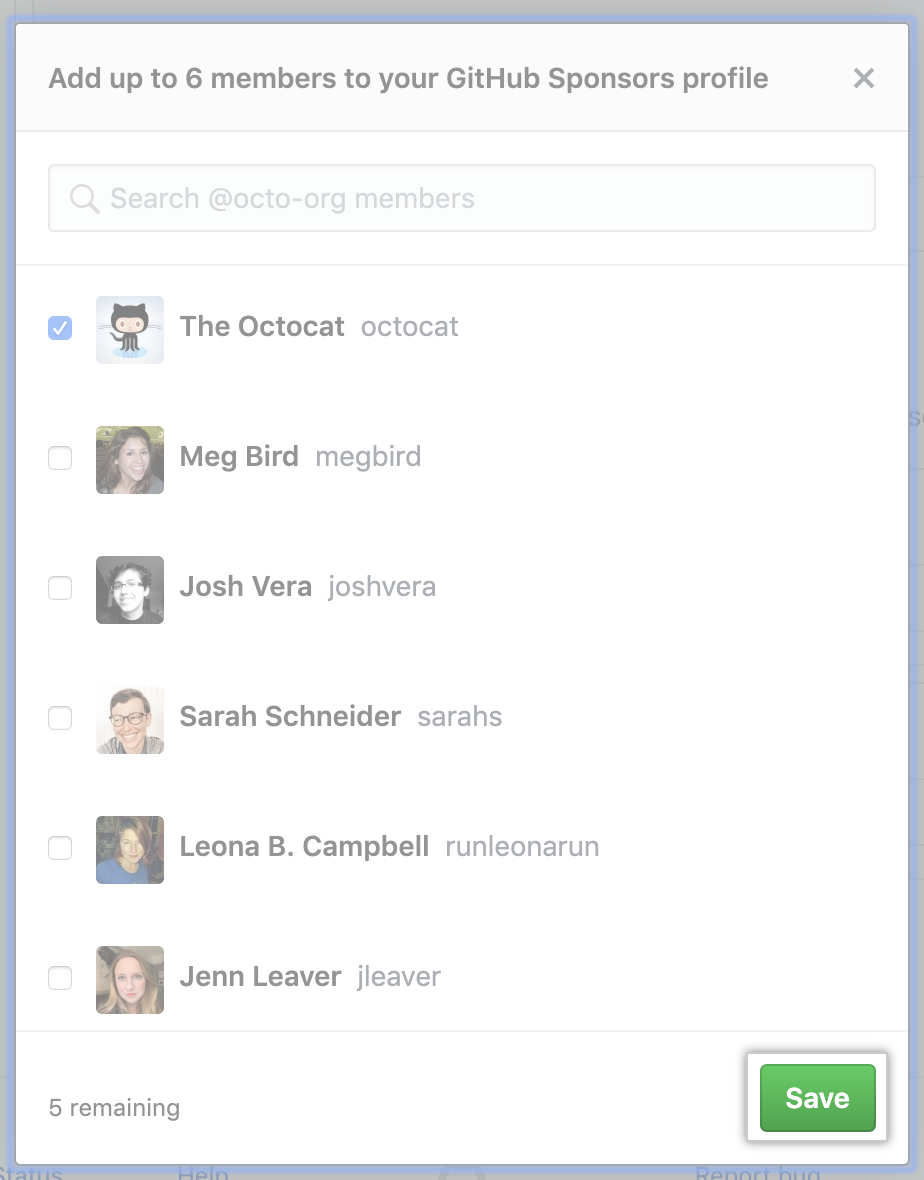 Add up to 6 members to your GitHub Sponsors profile
Search @octo-org members
The Octocat octocat
Meg Bird megbird
Josh Vera joshvera
Sarah Schneider sarahs
Leona B. Campbell runleonarun
Jenn Leaver jleaver
5 remaining
Save
Status Help Report bug